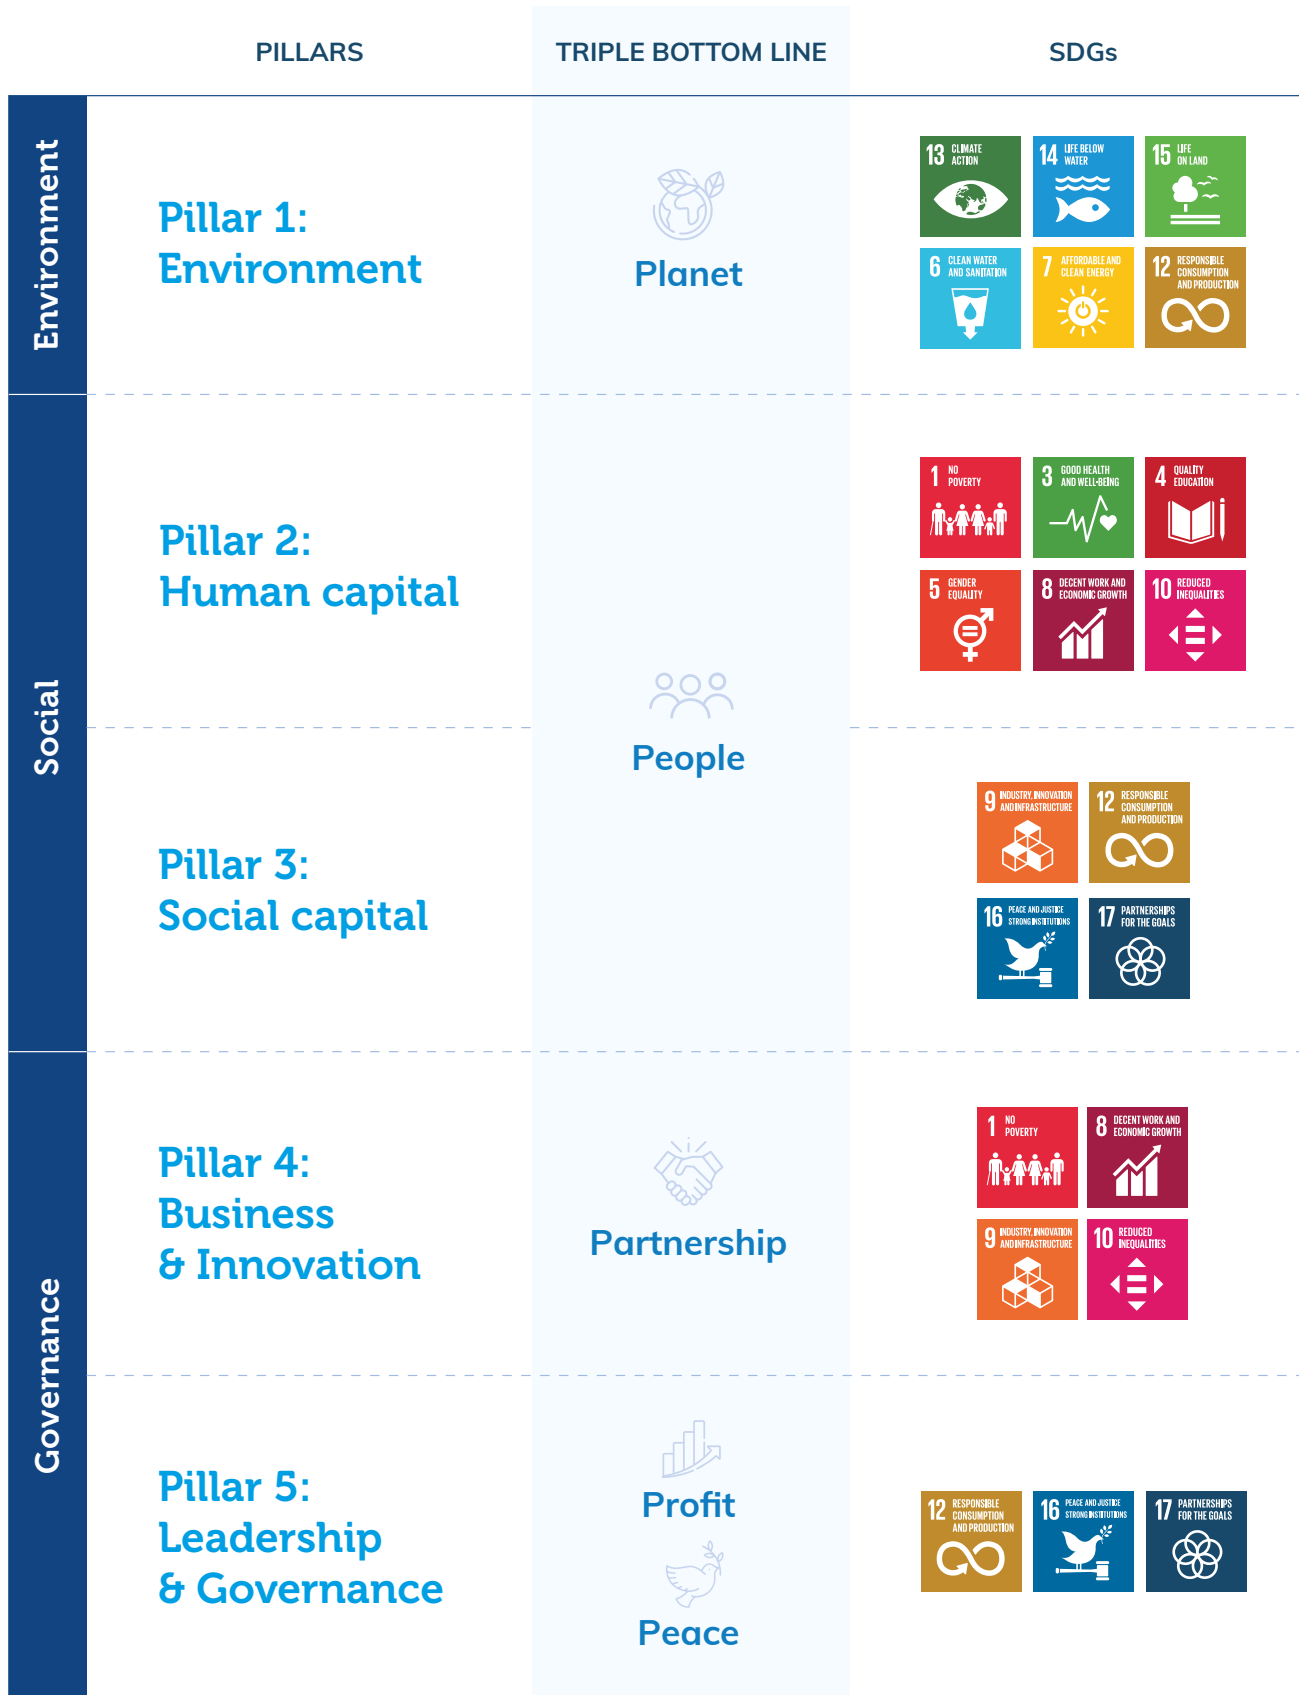 PILLARS
TRIPLE BOTTOM LINE
SDGs
Environment
Pillar 1:
Environment
Planet
13 CLIMATE
ACTION
14 LIFE BELOW
WATER
15 LIFE
ON LAND
6 CLEAN WATER
AND SANITATION
7 AFFORDABLE AND
CLEAN ENERGY
12 RESPONSIBLE
CONSUMPTION
AND PRODUCTION
Social
Pillar 2:
Human capital
People
1 NO
POVERTY
3 GOOD HEALTH
AND WELL-BEING
4 QUALITY
EDUCATION
5 GENDER
EQUALITY
8 DECENT WORK AND
ECONOMIC GROWTH
10 REDUCED
INEQUALITIES
Pillar 3:
Social capital
9 INDUSTRY, INNOVATION
AND INFRASTRUCTURE
12 RESPONSIBLE
CONSUMPTION
AND PRODUCTION
16 PEACE AND JUSTICE
STRONG INSTITUTIONS
17 PARTNERSHIPS
FOR THE GOALS
Governance
Pillar 4:
Business
& Innovation
Partnership
1 NO
POVERTY
8 DECENT WORK AND
ECONOMIC GROWTH
9 INDUSTRY, INNOVATION
AND INFRASTRUCTURE
10 REDUCED
INEQUALITIES
Pillar 5:
Leadership
& Governance
Profit
Peace
12 RESPONSIBLE
CONSUMPTION
AND PRODUCTION
16 PEACE AND JUSTICE
STRONG INSTITUTIONS
17 PARTNERSHIPS
FOR THE GOALS